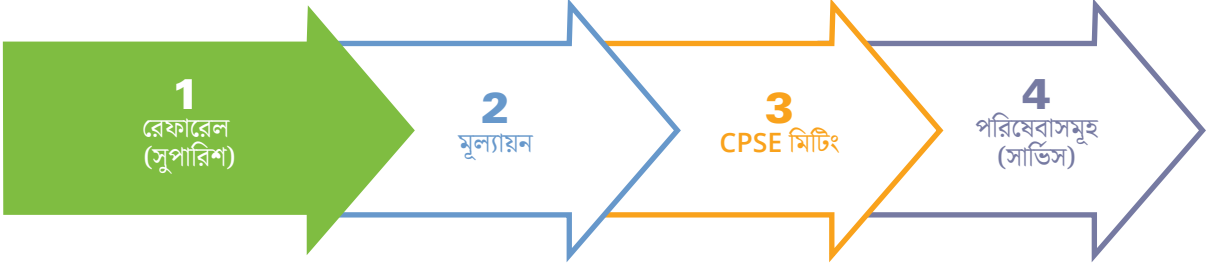 1
রেফারেল
(সুপারিশ)
2
মূল্যায়ন
3
CPSE মিটিং
4
পরিষেবাসমূহ
(সার্ভিস)